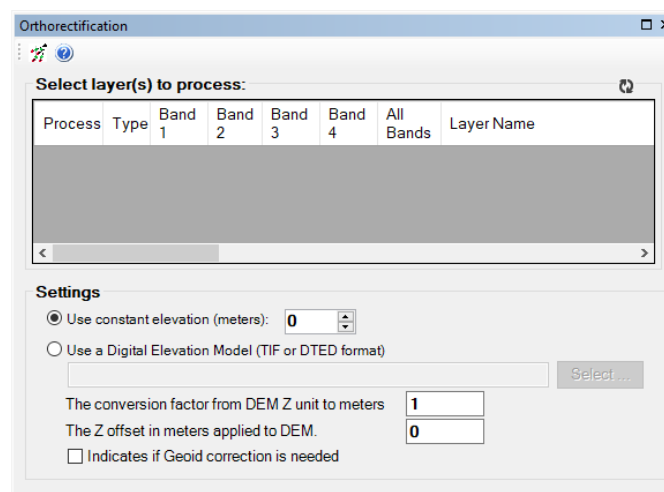 Orthorectification
Select layer(s) to process:
Process Type Band 1 Band 2 Band 3 Band 4 All Bands Layer Name
Settings
Use constant elevation (meters): 0
Use a Digital Elevation Model (TIF or DTED format)
Select ...
The conversion factor from DEM Z unit to meters 1
The Z offset in meters applied to DEM. 0
Indicates if Geoid correction is needed